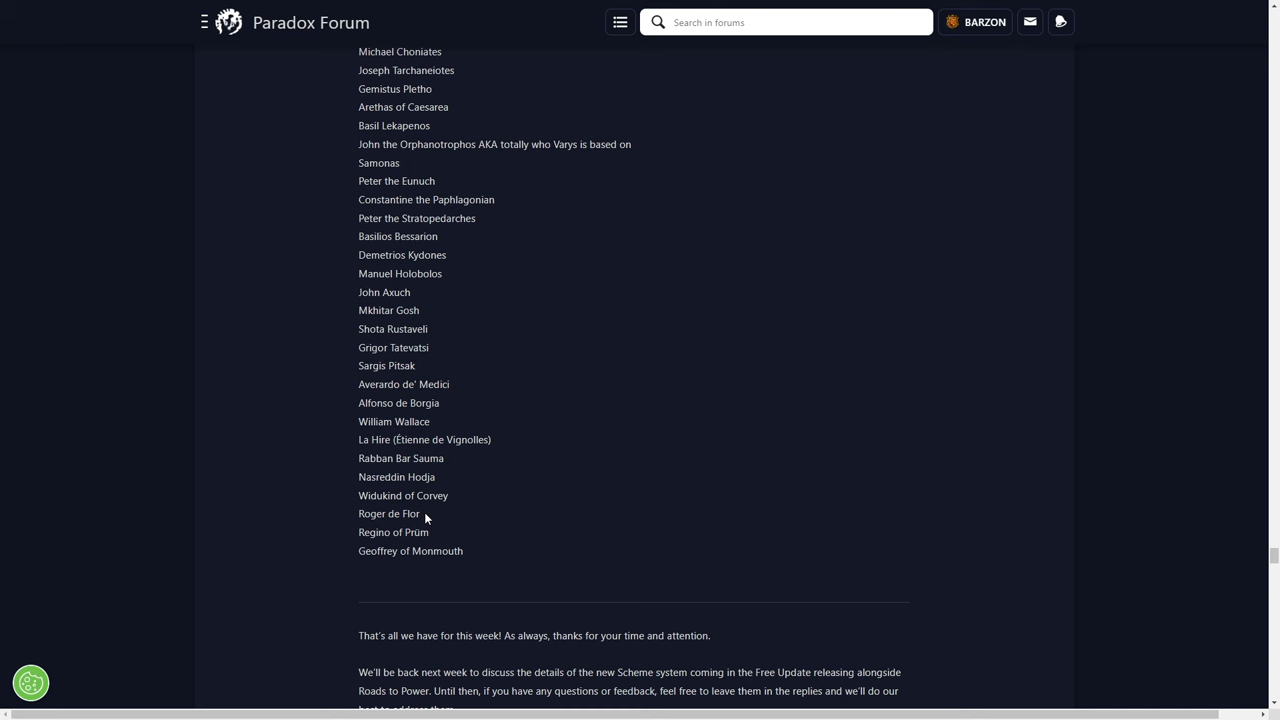 Paradox Forum
Search in forums
BARZON
Michael Choniates
Joseph Tarchaneiotes
Gemistus Pletho
Arethas of Caesarea
Basil Lekapenos
John the Orphanotrophos AKA totally who Varys is based on
Samonas
Peter the Eunuch
Constantine the Paphlagonian
Peter the Stratopedarches
Basilios Bessarion
Demetrios Kydones
Manuel Holobolos
John Axuch
Mkhitar Gosh
Shota Rustaveli
Grigor Tatevatsi
Sargis Pitsak
Averardo de' Medici
Alfonso de Borgia
William Wallace
La Hire (Étienne de Vignolles)
Rabban Bar Sauma
Nasreddin Hodja
Widukind of Corvey
Roger de Flor
Regino of Prüm
Geoffrey of Monmouth
That's all we have for this week! As always, thanks for your time and attention.
We'll be back next week to discuss the details of the new Scheme system coming in the Free Update releasing alongside
Roads to Power. Until then, if you have any questions or feedback, feel free to leave them in the replies and we'll do our
best to address them.